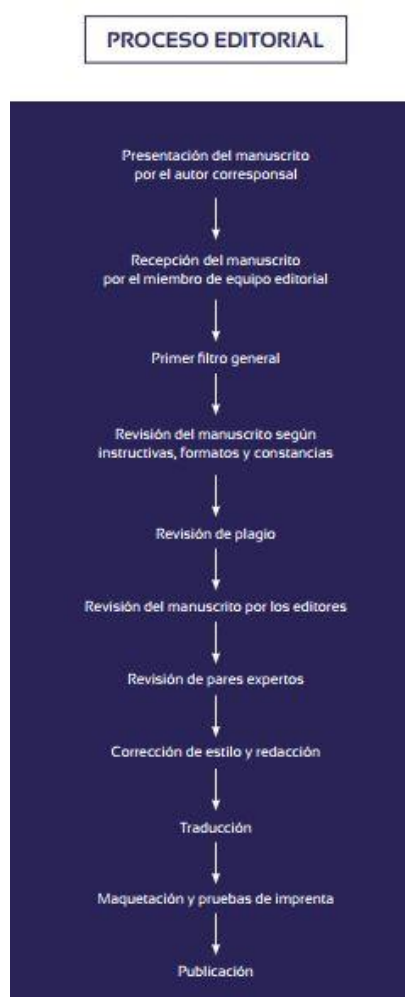 PROCESO EDITORIAL
Presentación del manuscrito
por el autor corresponsal
Recepción del manuscrito
por el miembro de equipo editorial
Primer filtro general
Revisión del manuscrito según
instructivas, formatos y constancias
Revisión de plagio
Revisión del manuscrito por los editores
Revisión de pares expertos
Corrección de estilo y redacción
Traducción
Maquetación y pruebas de imprenta
Publicación